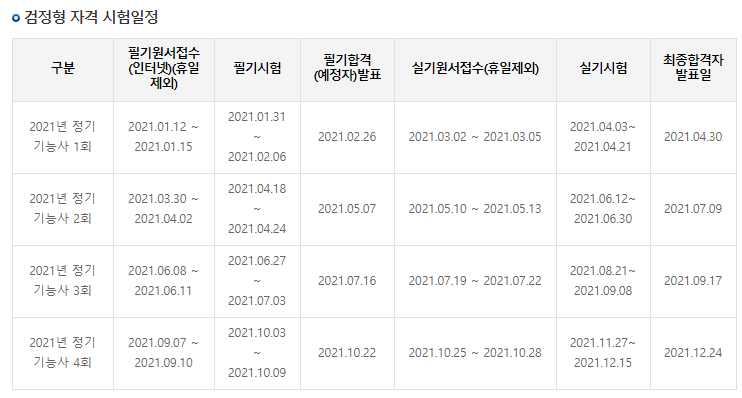 검정형 자격 시험일정
구분
필기원서접수
(인터넷)(휴일
제외)
필기시험
필기합격
(예정자)발표
실기원서접수(휴일제외)
실기시험
최종합격자
발표일
2021년 정기
기능사 1회
2021.01.12 ~
2021.01.15
2021.01.31
~
2021.02.06
2021.02.26
2021.03.02 ~ 2021.03.05
2021.04.03~
2021.04.21
2021.04.30
2021년 정기
기능사 2회
2021.03.30 ~
2021.04.02
2021.04.18
~
2021.04.24
2021.05.07
2021.05.10 ~ 2021.05.13
2021.06.12~
2021.06.30
2021.07.09
2021년 정기
기능사 3회
2021.06.08 ~
2021.06.11
2021.06.27
~
2021.07.03
2021.07.16
2021.07.19 ~ 2021.07.22
2021.08.21~
2021.09.08
2021.09.17
2021년 정기
기능사 4회
2021.09.07 ~
2021.09.10
2021.10.03
~
2021.10.09
2021.10.22
2021.10.25 ~ 2021.10.28
2021.11.27~
2021.12.15
2021.12.24